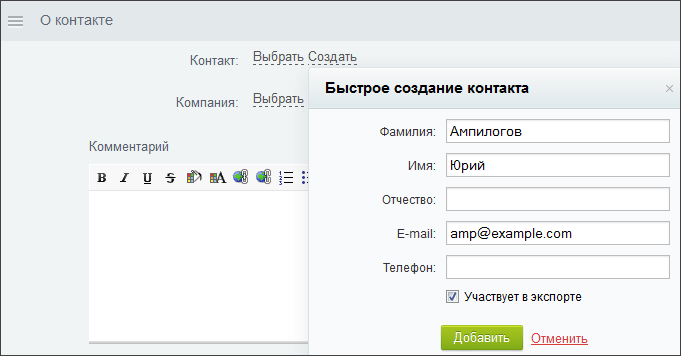 О контакте
Контакт: Выбрать Создать
Компания: Выбрать
Комментарий
B I U S A
Быстрое создание контакта ×
Фамилия: Ампилогов
Имя: Юрий
Отчество:
E-mail: amp@example.com
Телефон:
Участвует в экспорте
Добавить Отменить